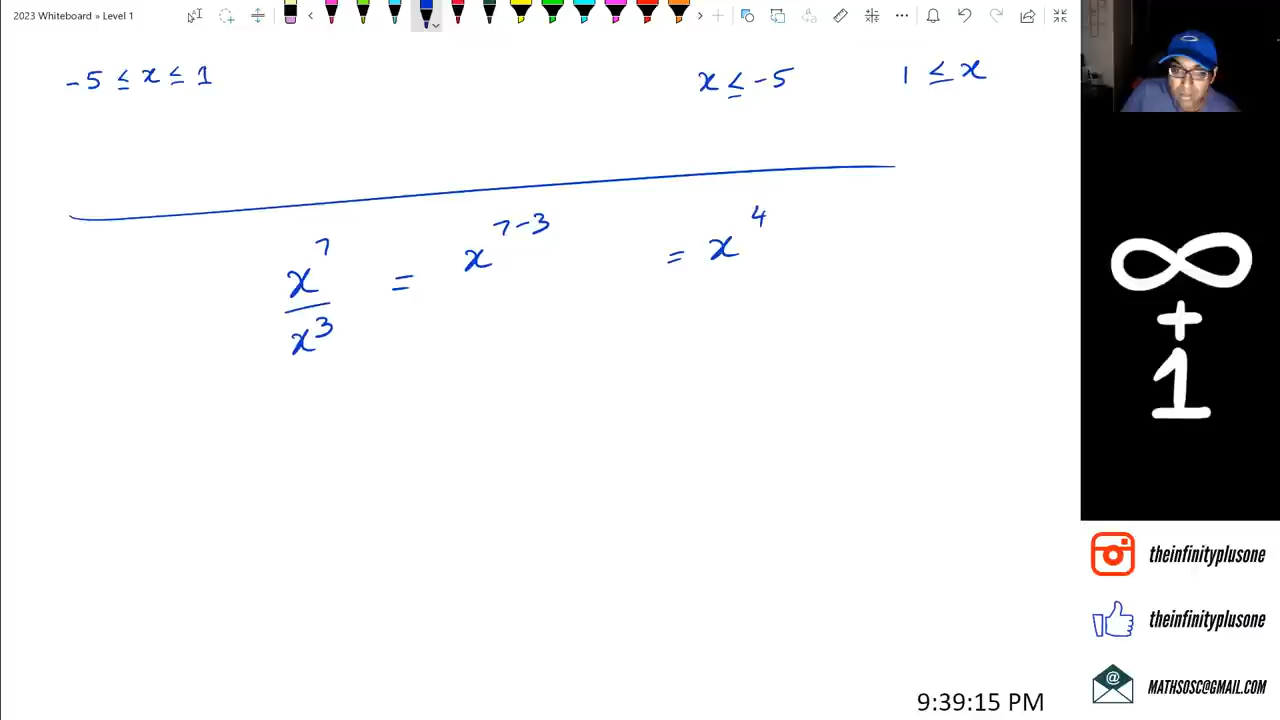 2023 Whiteboard » Level 1
-5 ≤ x ≤ 1
x ≤ -5
1 ≤ x
x^7 / x^3 = x^(7-3) = x^4
∞
+
1
theinfinityplusone
theinfinityplusone
@ MATHSOSC@GMAIL.COM
9:39:15 PM